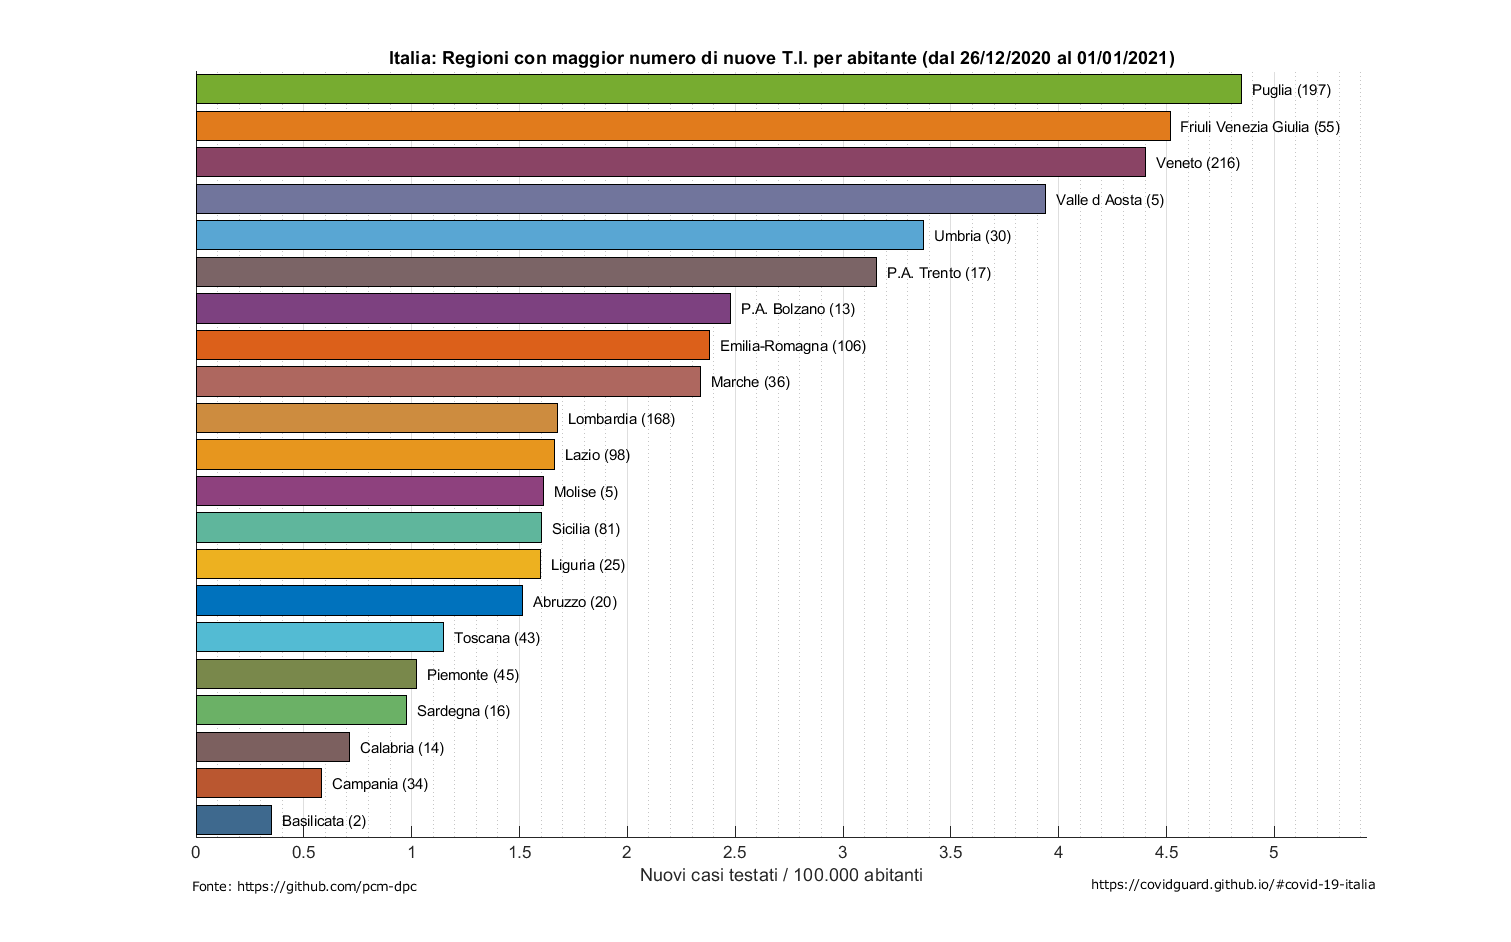 Italia: Regioni con maggior numero di nuove T.I. per abitante (dal 26/12/2020 al 01/01/2021)
Puglia (197)
Friuli Venezia Giulia (55)
Veneto (216)
Valle d Aosta (5)
Umbria (30)
P.A. Trento (17)
P.A. Bolzano (13)
Emilia-Romagna (106)
Marche (36)
Lombardia (168)
Lazio (98)
Molise (5)
Sicilia (81)
Liguria (25)
Abruzzo (20)
Toscana (43)
Piemonte (45)
Sardegna (16)
Calabria (14)
Campania (34)
Basilicata (2)
0 0.5 1 1.5 2 2.5 3 3.5 4 4.5 5
Nuovi casi testati / 100.000 abitanti
Fonte: https://github.com/pcm-dpc
https://covidguard.github.io/#covid-19-italia